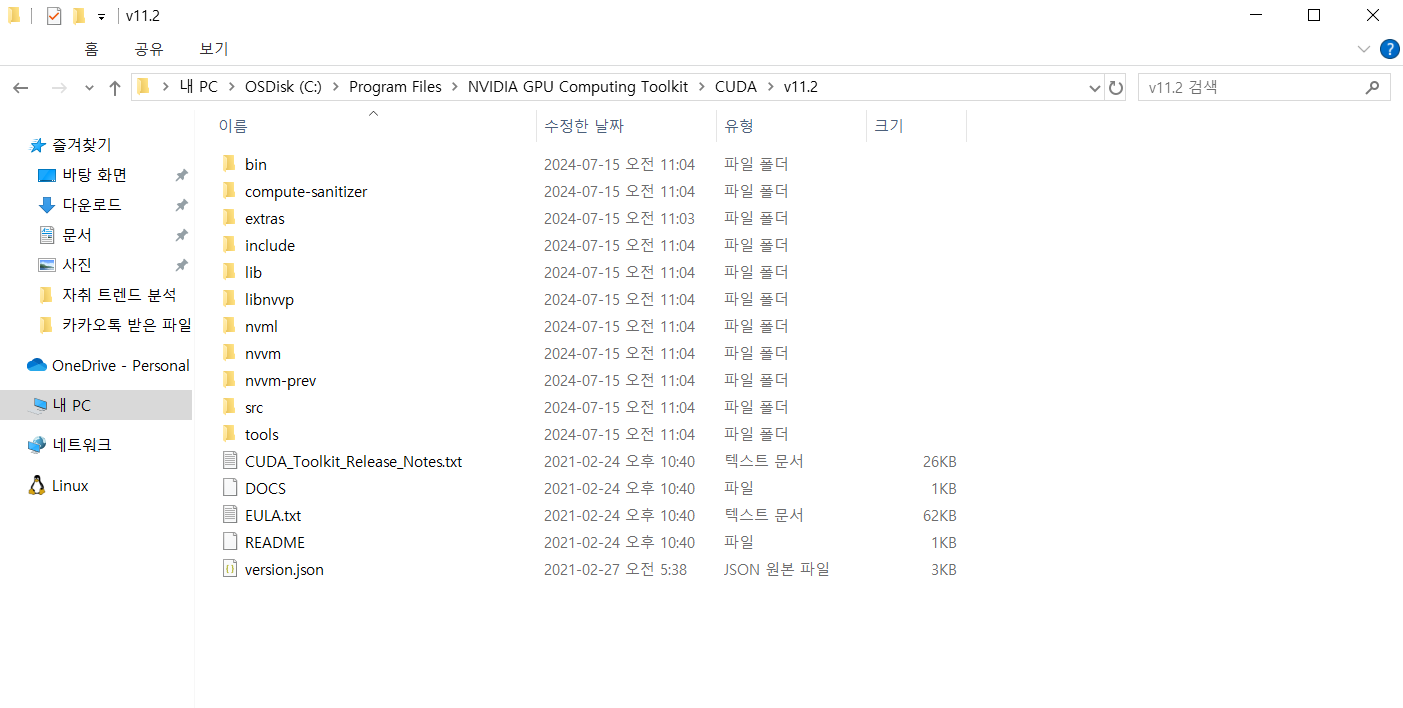 v11.2
홈 공유 보기
?
내 PC > OSDisk (C:) > Program Files > NVIDIA GPU Computing Toolkit > CUDA > v11.2
v11.2 검색
이름 수정한 날짜 유형 크기
즐겨찾기
바탕 화면
다운로드
문서
사진
자취 트렌드 분석
카카오톡 받은 파일
OneDrive - Personal
내 PC
네트워크
Linux
bin 2024-07-15 오전 11:04 파일 폴더
compute-sanitizer 2024-07-15 오전 11:04 파일 폴더
extras 2024-07-15 오전 11:03 파일 폴더
include 2024-07-15 오전 11:04 파일 폴더
lib 2024-07-15 오전 11:04 파일 폴더
libnvvp 2024-07-15 오전 11:04 파일 폴더
nvml 2024-07-15 오전 11:04 파일 폴더
nvvm 2024-07-15 오전 11:04 파일 폴더
nvvm-prev 2024-07-15 오전 11:04 파일 폴더
src 2024-07-15 오전 11:04 파일 폴더
tools 2024-07-15 오전 11:04 파일 폴더
CUDA_Toolkit_Release_Notes.txt 2021-02-24 오후 10:40 텍스트 문서 26KB
DOCS 2021-02-24 오후 10:40 파일 1KB
EULA.txt 2021-02-24 오후 10:40 텍스트 문서 62KB
README 2021-02-24 오후 10:40 파일 1KB
version.json 2021-02-27 오전 5:38 JSON 원본 파일 3KB